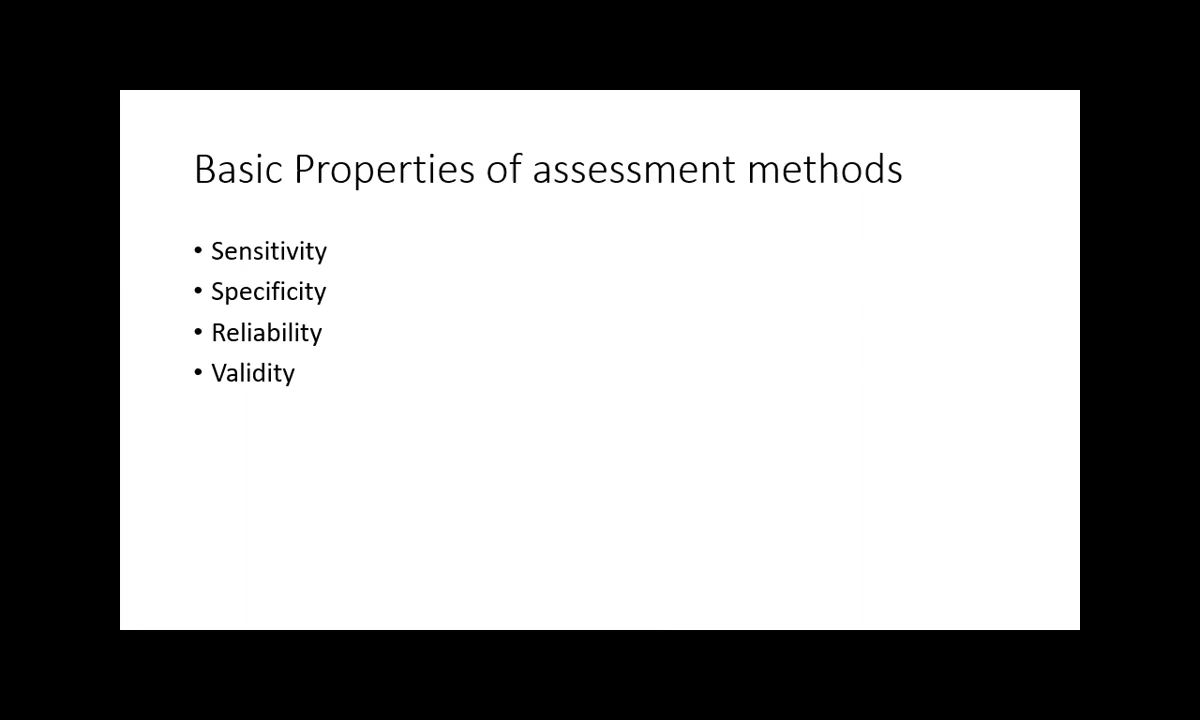 Basic Properties of assessment methods
• Sensitivity
• Specificity
• Reliability
• Validity